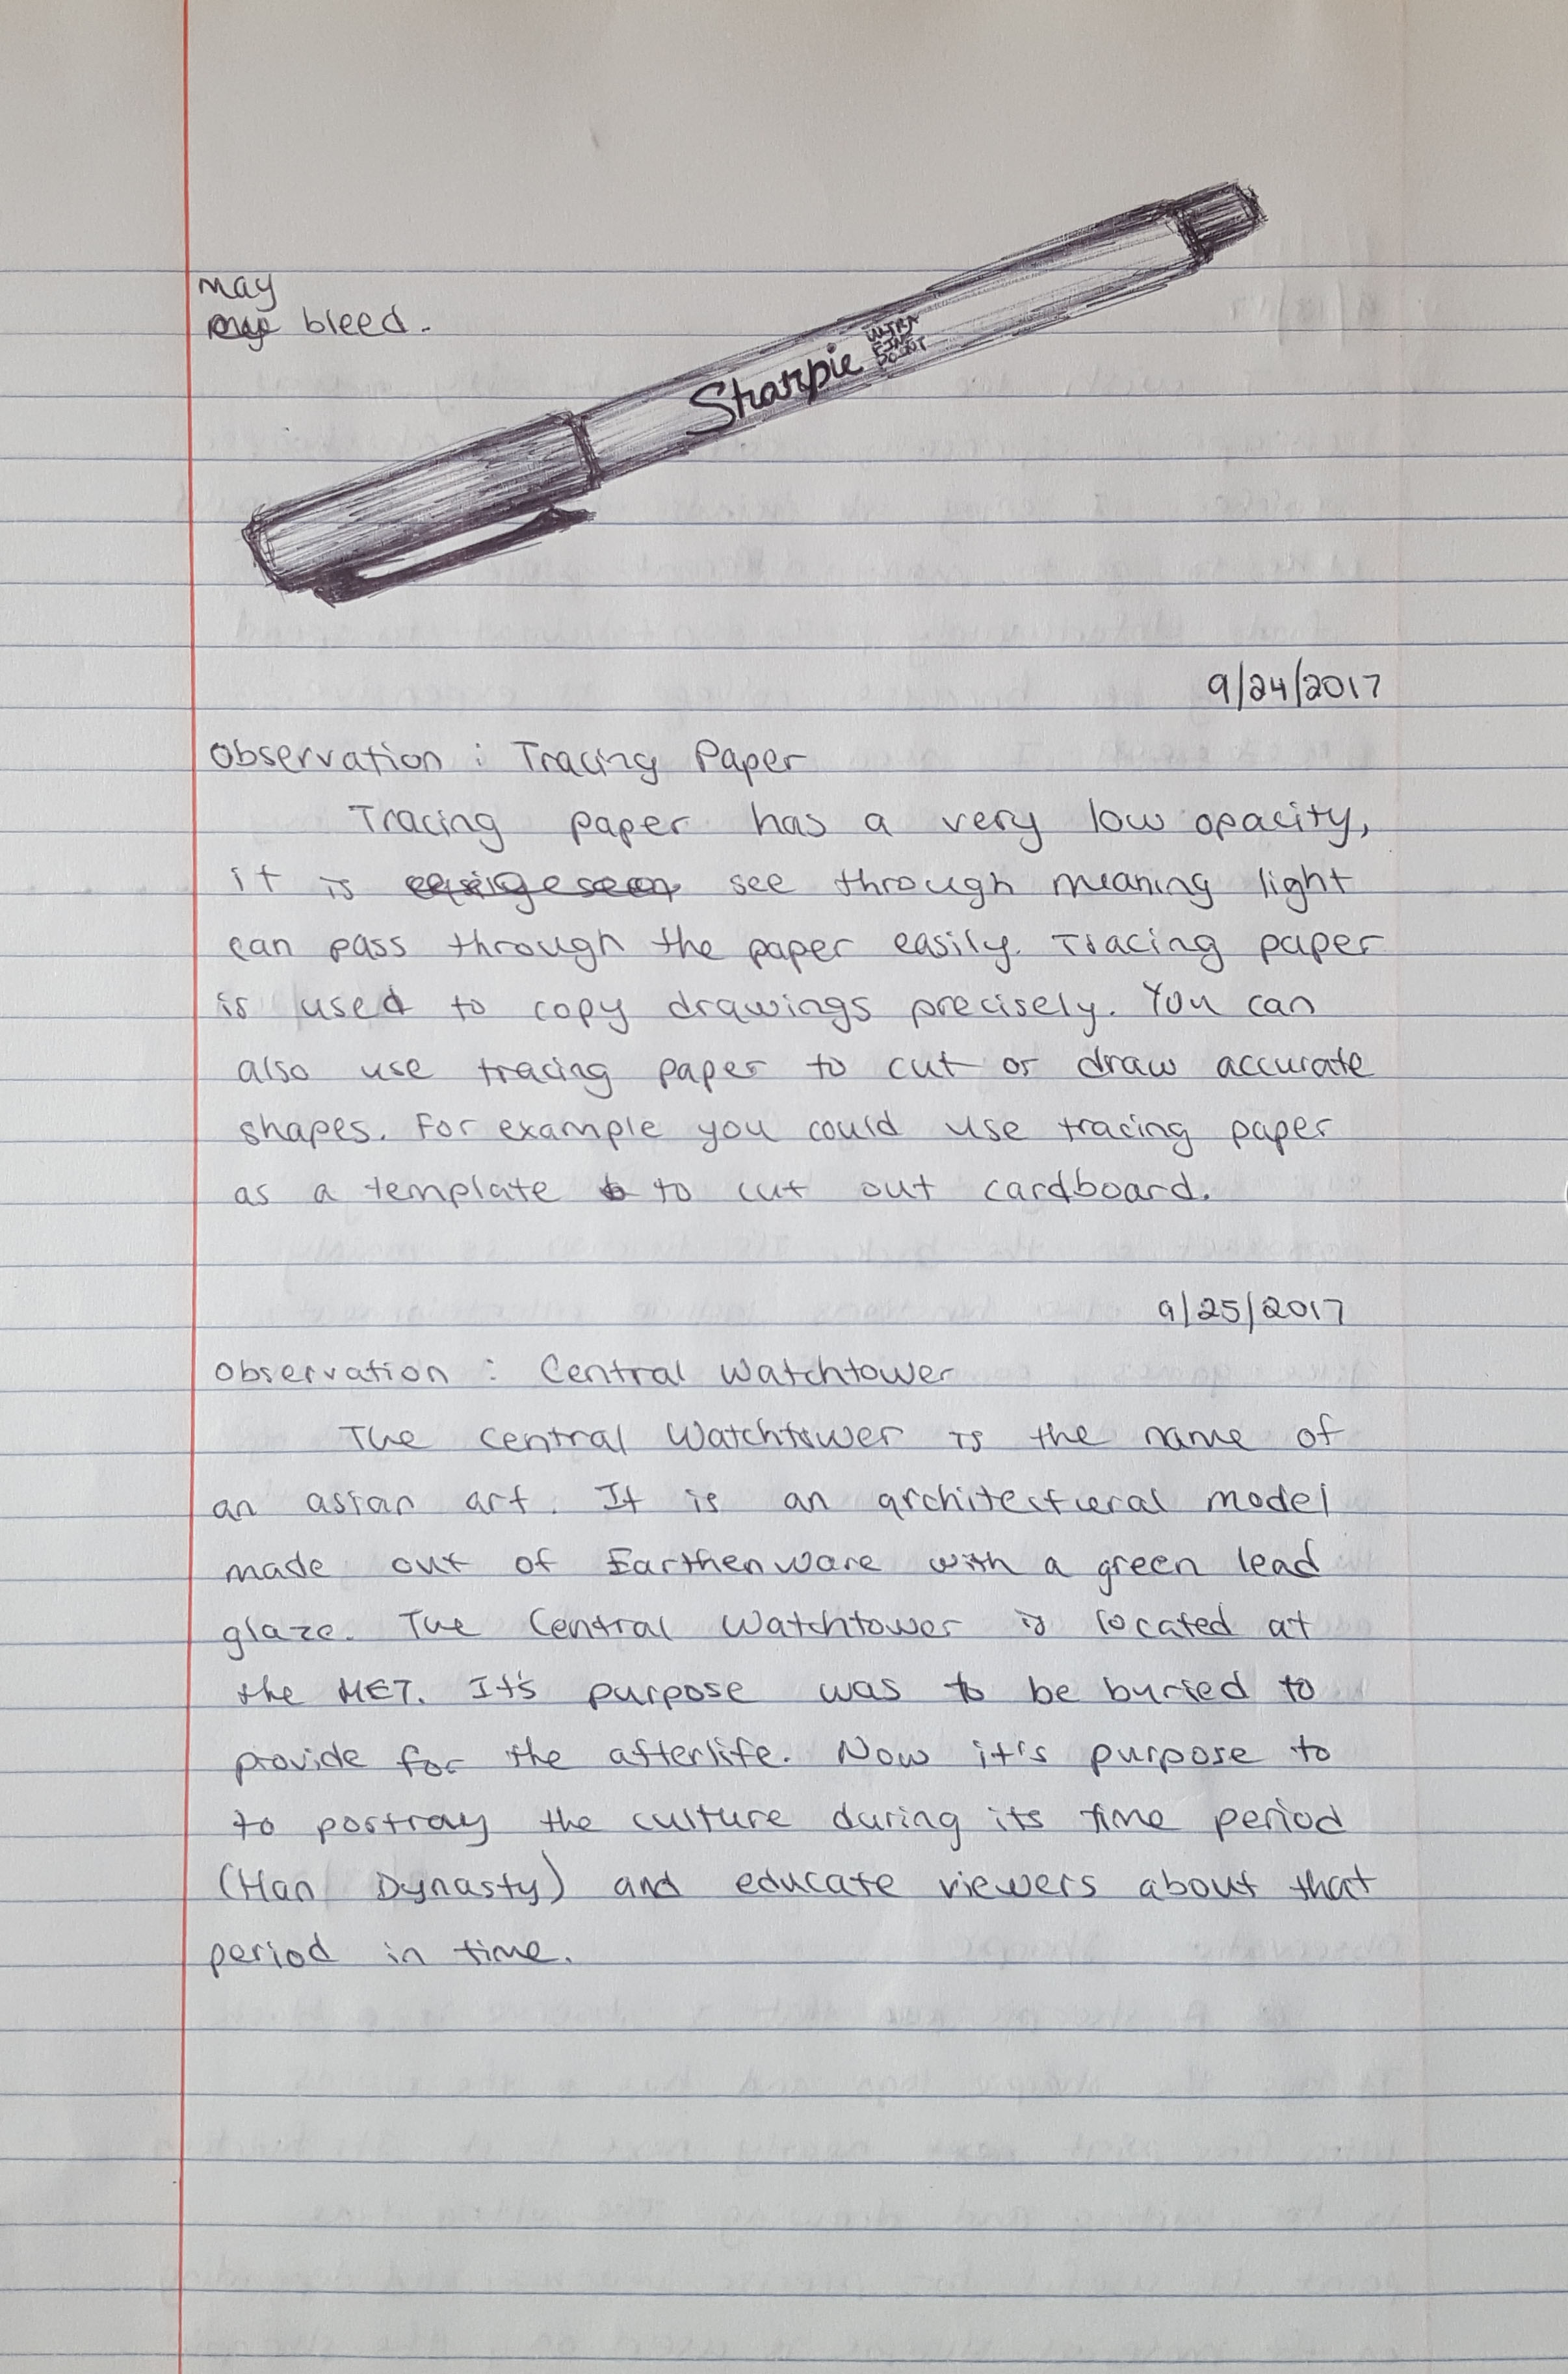 may
bleed.
Sharpie
ULTRA
FINE
POINT
9/24/2017
Observation : Tracing Paper
Tracing paper has a very low opacity,
it is see through meaning light
can pass through the paper easily. Tracing paper
is used to copy drawings precisely. You can
also use tracing paper to cut or draw accurate
shapes. For example you could use tracing paper
as a template to cut out cardboard.
9/25/2017
Observation : Central Watchtower
The Central Watchtower is the name of
an asian art. It is an architectural model
made out of Earthenware with a green lead
glaze. The Central Watchtower is located at
the MET. It's purpose was to be buried to
provide for the afterlife. Now it's purpose to
to portray the culture during its time period
(Han Dynasty) and educate viewers about that
period in time.